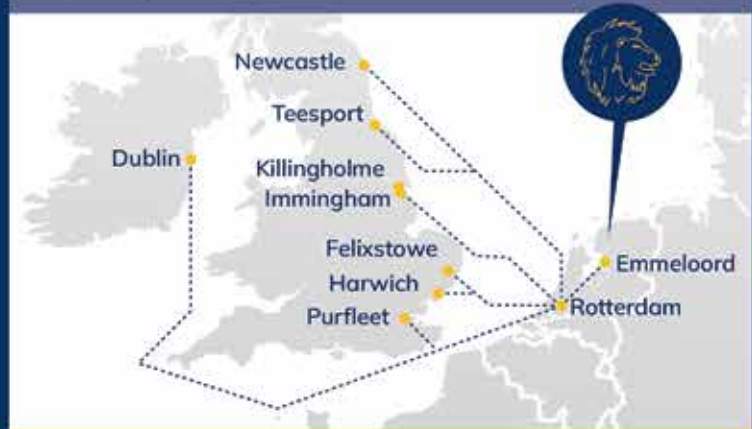 Newcastle
Teesport
Dublin
Killingholme
Immingham
Felixstowe
Emmeloord
Harwich
Rotterdam
Purfleet